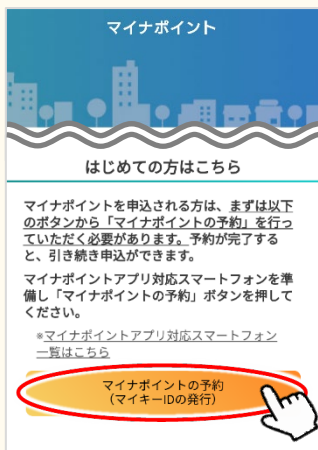 マイナポイント
はじめての方はこちら
マイナポイントを申込される方は、まずは以下
のボタンから「マイナポイントの予約」を行っ
ていただく必要があります。予約が完了する
と、引き続き申込ができます。
マイナポイントアプリ対応スマートフォンを準
備し「マイナポイントの予約」ボタンを押して
ください。
※マイナポイントアプリ対応スマートフォン
一覧はこちら
マイナポイントの予約
（マイキーIDの発行）